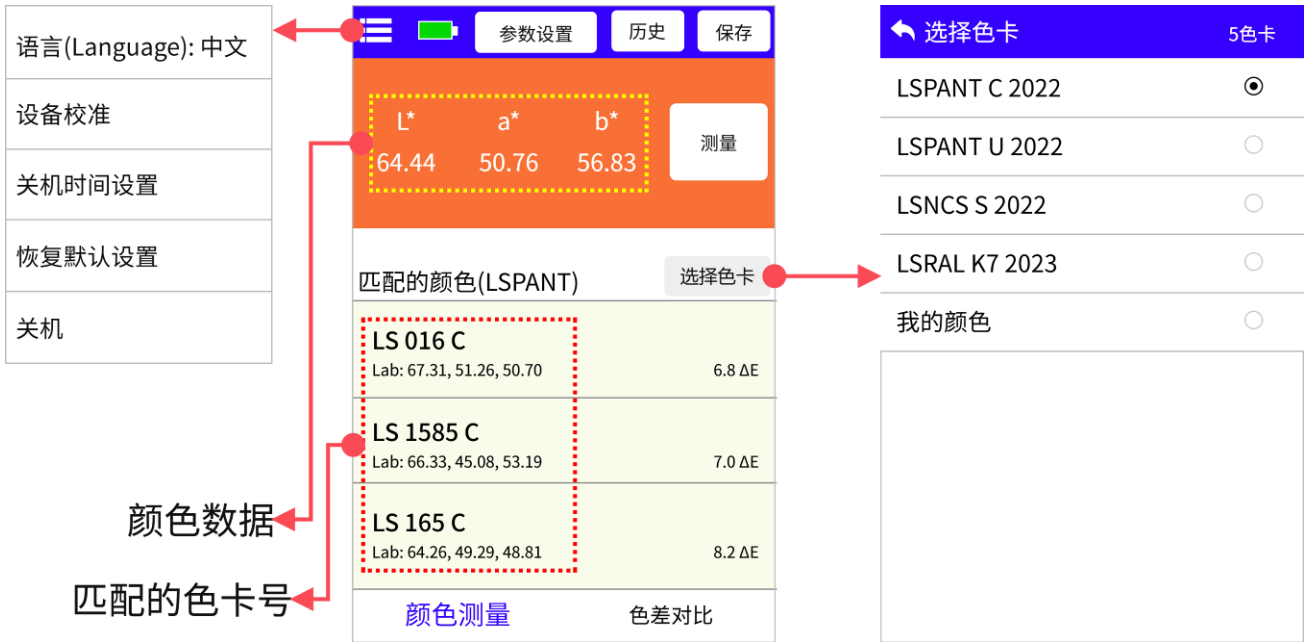 语言(Language): 中文
设备校准
关机时间设置
恢复默认设置
关机
颜色数据
匹配的色卡号
参数设置
历史
保存
L* a* b*
64.44 50.76 56.83
测量
匹配的颜色(LSPANT)
选择色卡
LS 016 C
Lab: 67.31, 51.26, 50.70 6.8 ΔE
LS 1585 C
Lab: 66.33, 45.08, 53.19 7.0 ΔE
LS 165 C
Lab: 64.26, 49.29, 48.81 8.2 ΔE
颜色测量
色差对比
选择色卡 5色卡
LSPANT C 2022
LSPANT U 2022
LSNCS S 2022
LSRAL K7 2023
我的颜色